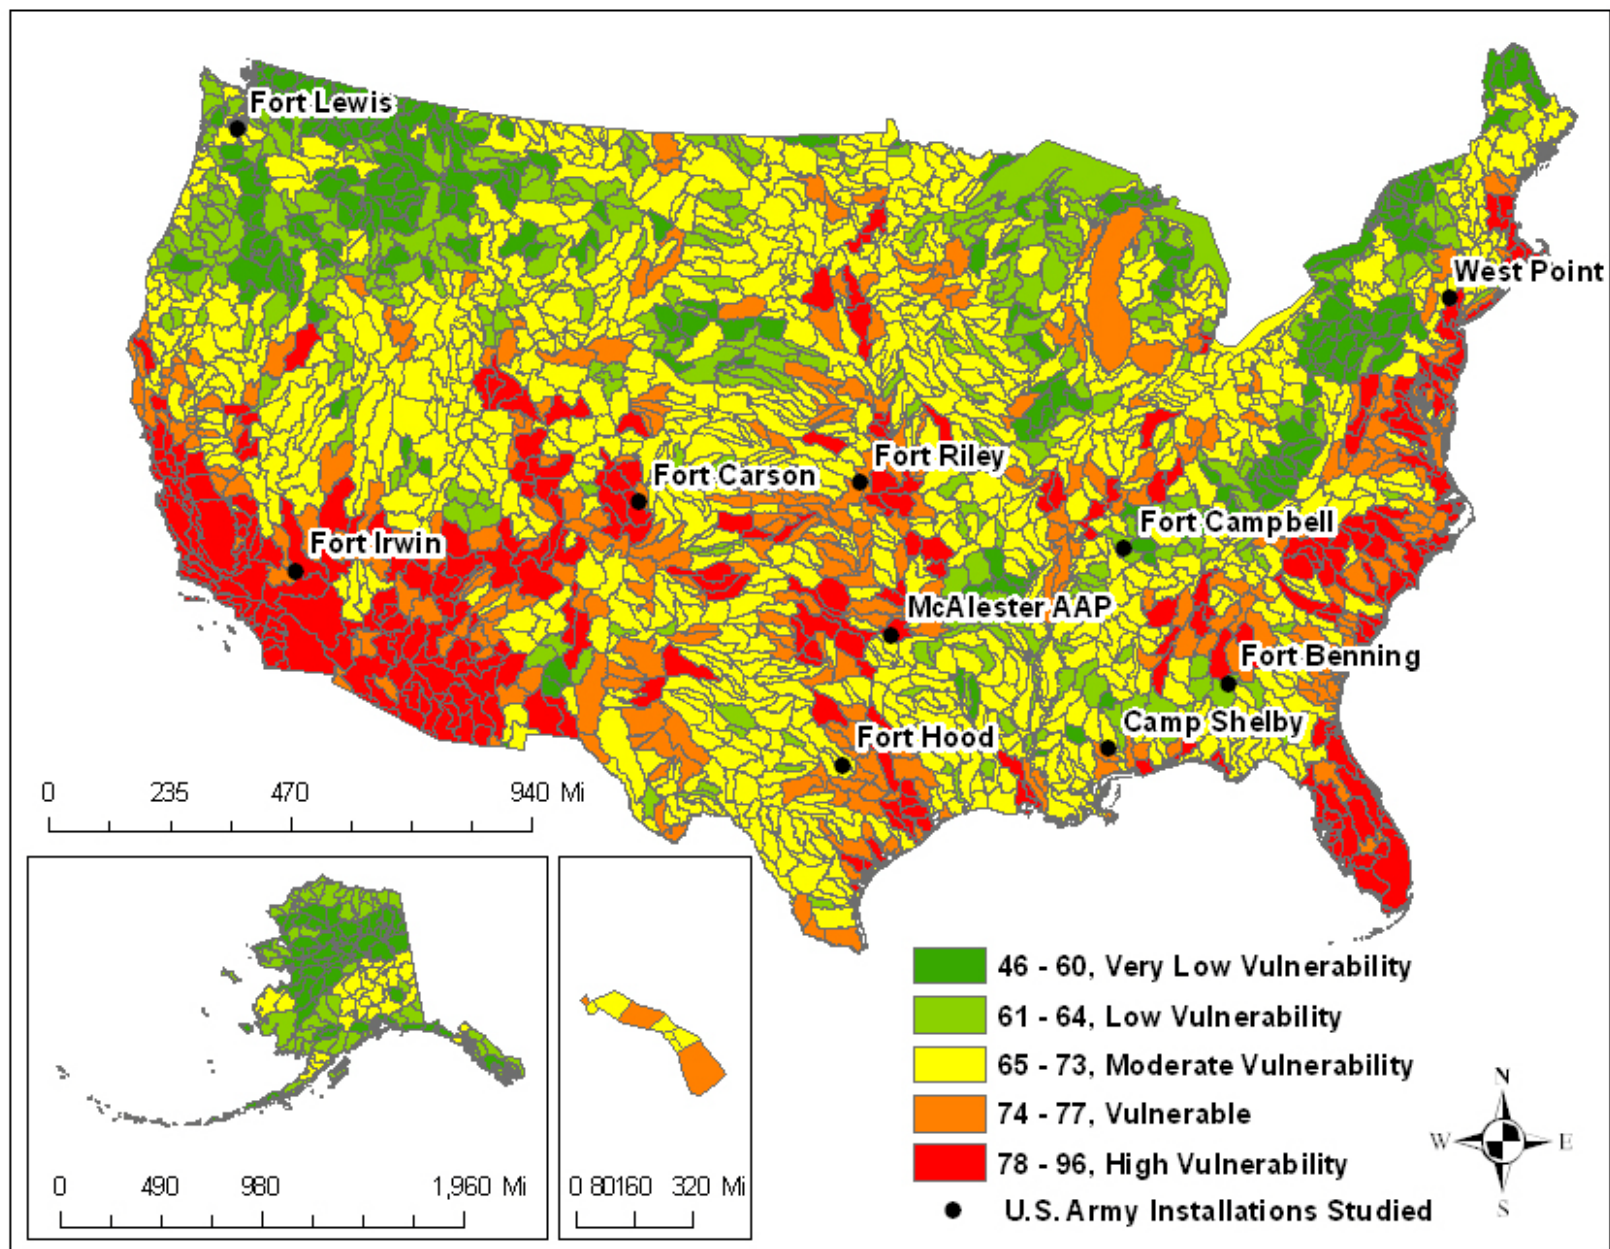 Fort Lewis
West Point
Fort Riley
Fort Carson
Fort Campbell
Fort Irwin
McAlester AAP
Fort Benning
Camp Shelby
Fort Hood
0 235 470 940 Mi
46 - 60, Very Low Vulnerability
61 - 64, Low Vulnerability
65 - 73, Moderate Vulnerability
74 - 77, Vulnerable
78 - 96, High Vulnerability
U.S. Army Installations Studied
N
W E
S
0 490 980 1,960 Mi
0 80 160 320 Mi